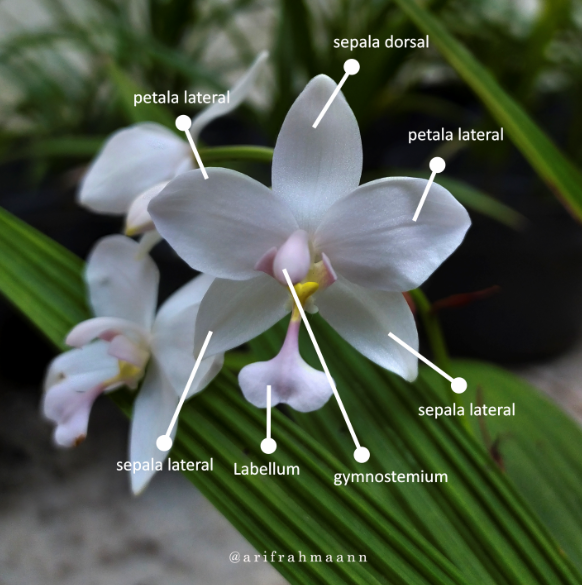 sepala dorsal
petala lateral
petala lateral
sepala lateral
sepala lateral
Labellum
gymnostemium
@arifrahmaann